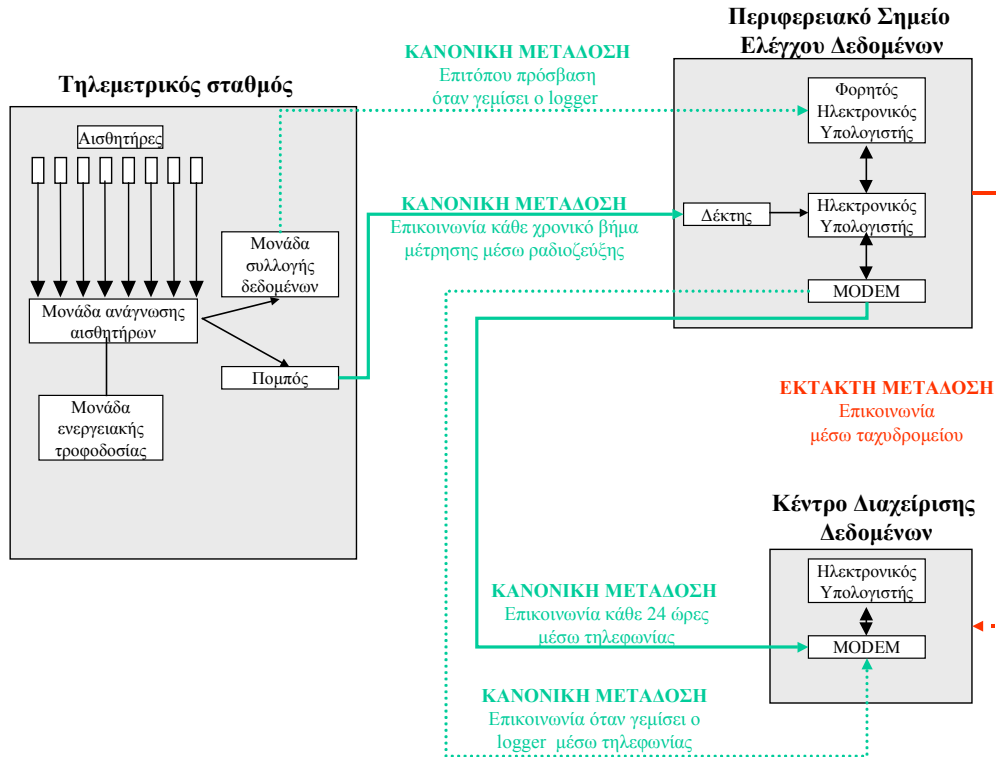 Περιφερειακό Σημείο
Ελέγχου Δεδομένων
ΚΑΝΟΝΙΚΗ ΜΕΤΑΔΟΣΗ
Επιτόπου πρόσβαση
όταν γεμίσει ο logger
Τηλεμετρικός σταθμός
Φορητός
Ηλεκτρονικός
Υπολογιστής
Αισθητήρες
ΚΑΝΟΝΙΚΗ ΜΕΤΑΔΟΣΗ
Επικοινωνία κάθε χρονικό βήμα
μέτρησης μέσω ραδιοζεύξης
Δέκτης
Ηλεκτρονικός
Υπολογιστής
Μονάδα
συλλογής
δεδομένων
MODEM
Μονάδα ανάγνωσης
αισθητήρων
Πομπός
Μονάδα
ενεργειακής
τροφοδοσίας
ΕΚΤΑΚΤΗ ΜΕΤΑΔΟΣΗ
Επικοινωνία
μέσω ταχυδρομείου
Κέντρο Διαχείρισης
Δεδομένων
Ηλεκτρονικός
Υπολογιστής
MODEM
ΚΑΝΟΝΙΚΗ ΜΕΤΑΔΟΣΗ
Επικοινωνία κάθε 24 ώρες
μέσω τηλεφωνίας
ΚΑΝΟΝΙΚΗ ΜΕΤΑΔΟΣΗ
Επικοινωνία όταν γεμίσει ο
logger μέσω τηλεφωνίας